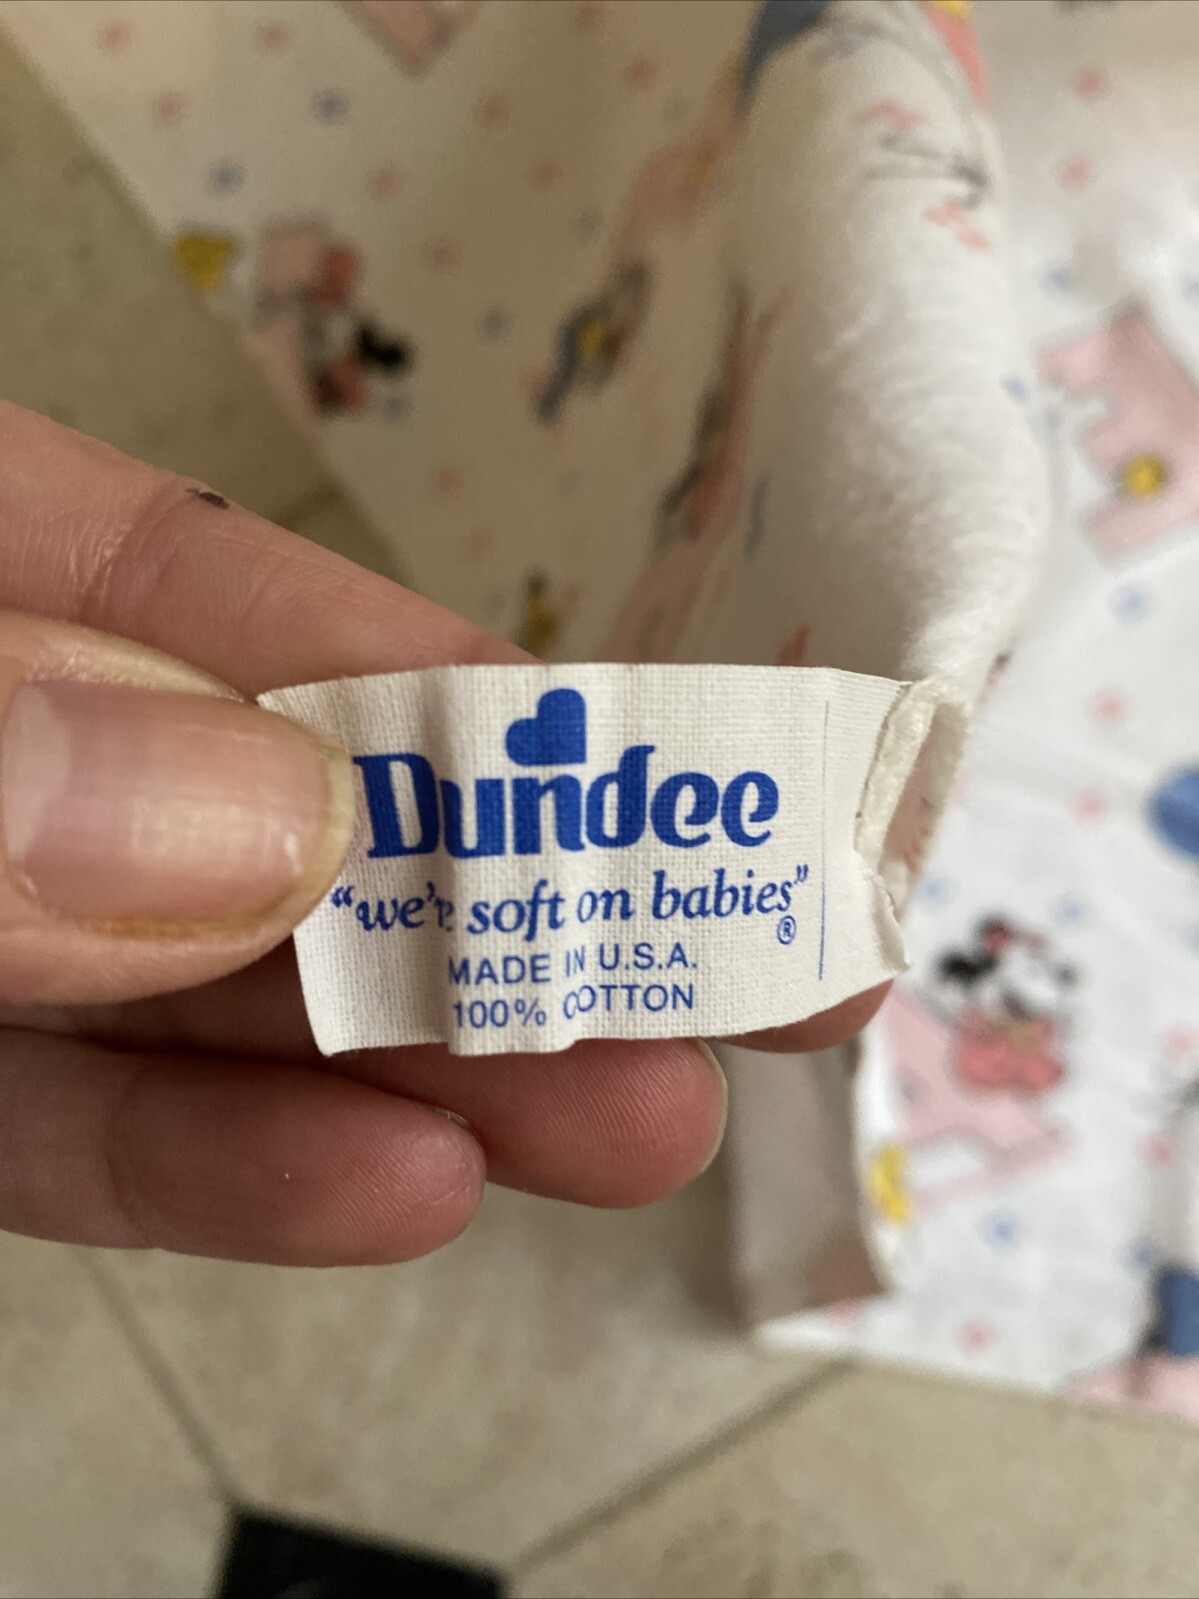 Dundee
"we're soft on babies"
®
MADE IN U.S.A.
100% COTTON